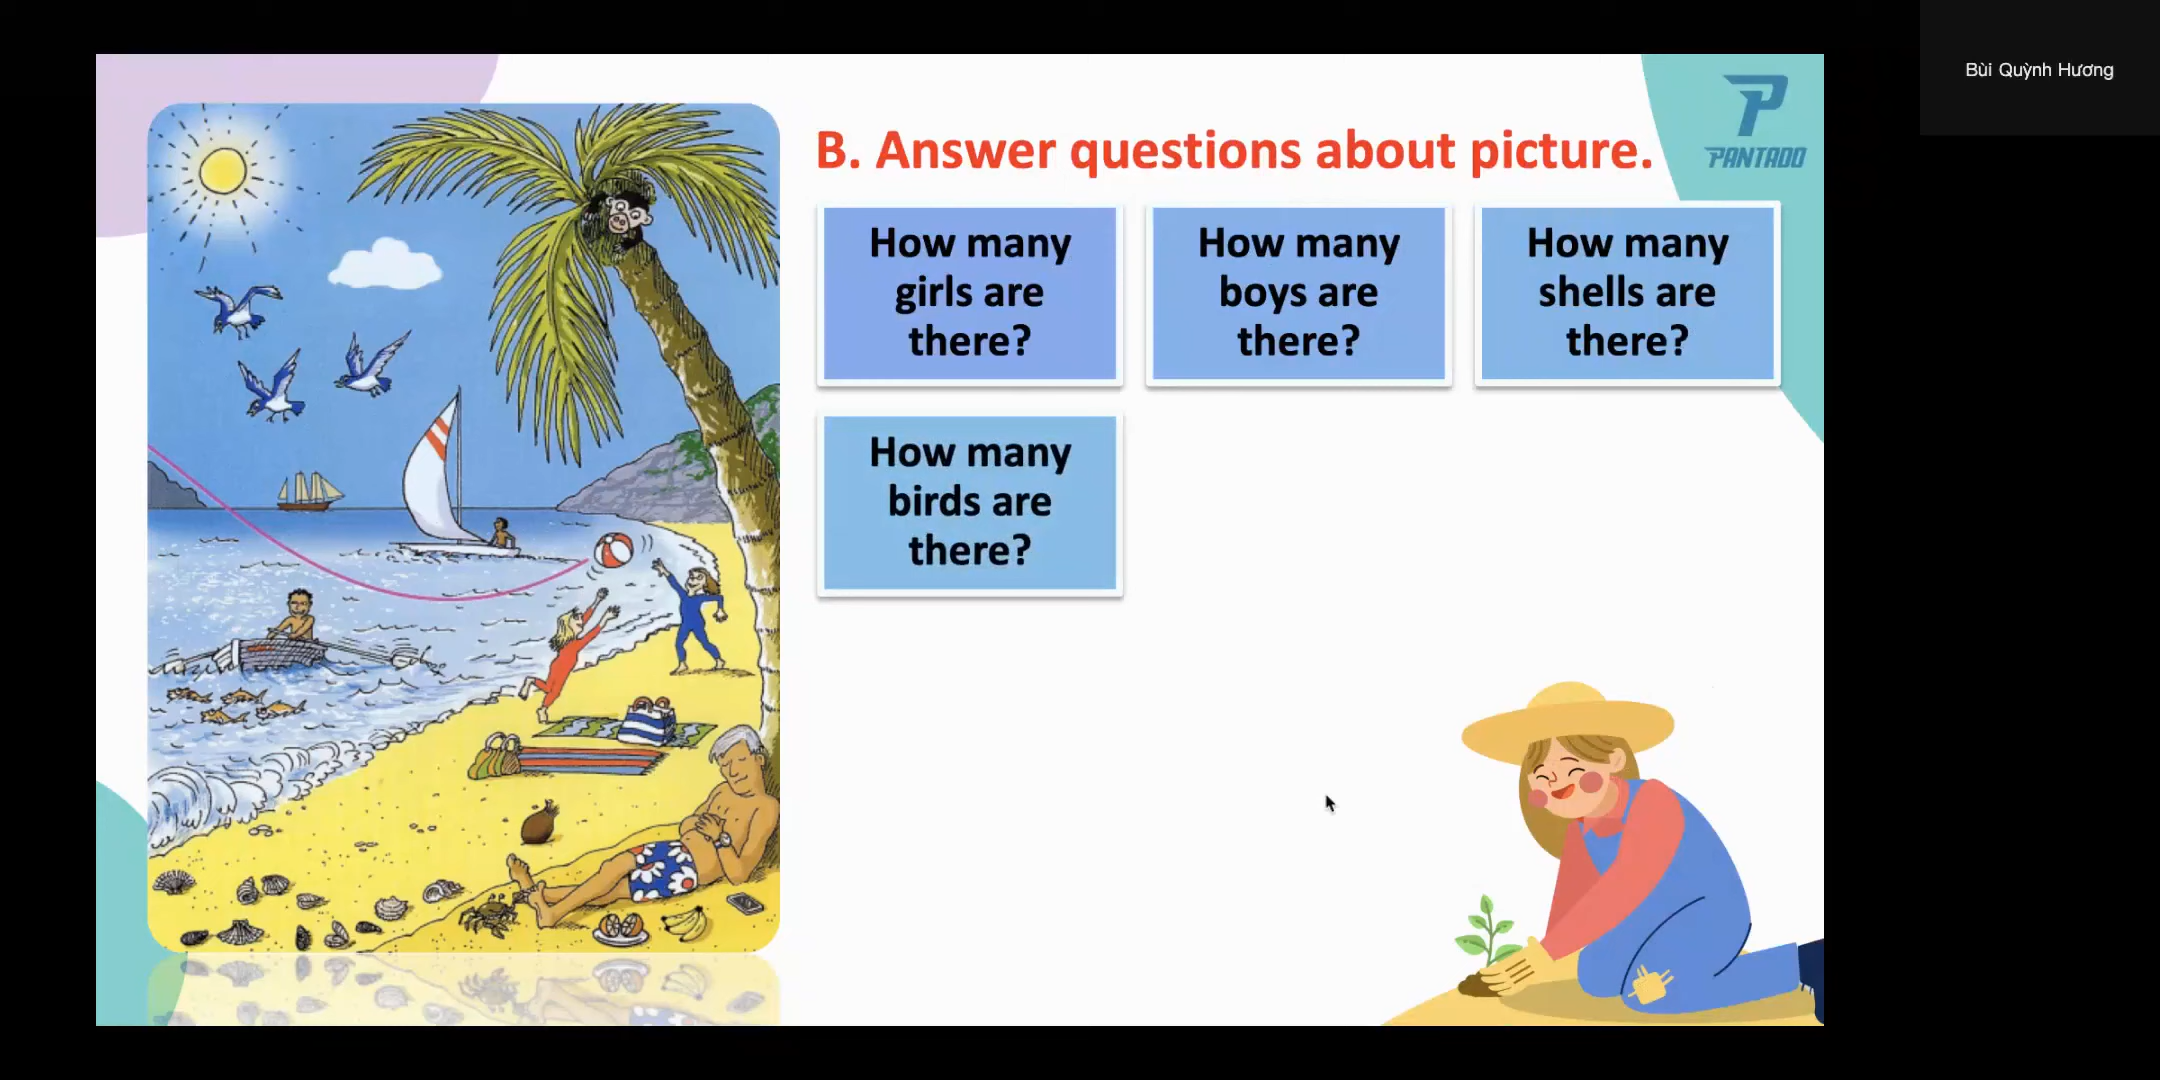 Bùi Quỳnh Hương
PANTADO
B. Answer questions about picture.
How many
girls are
there?
How many
boys are
there?
How many
shells are
there?
How many
birds are
there?